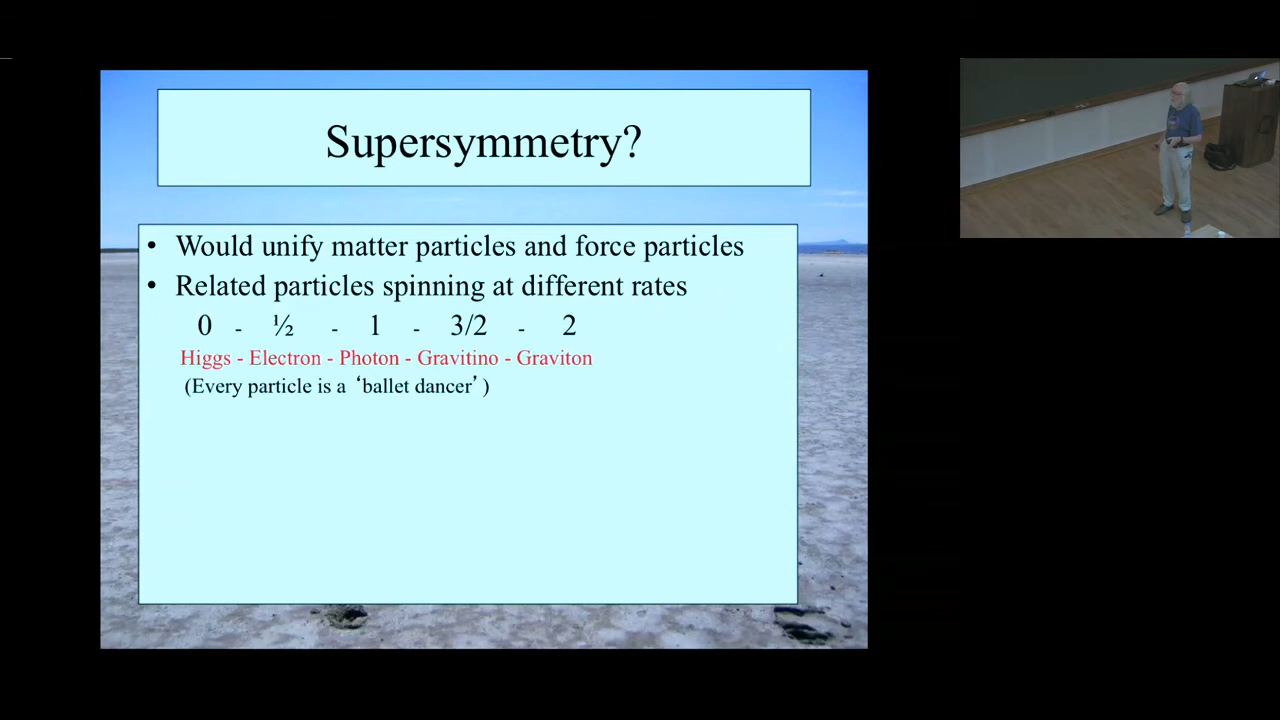 Supersymmetry?
• Would unify matter particles and force particles
• Related particles spinning at different rates
0 - ½ - 1 - 3/2 - 2
Higgs - Electron - Photon - Gravitino - Graviton
(Every particle is a ‘ballet dancer’)